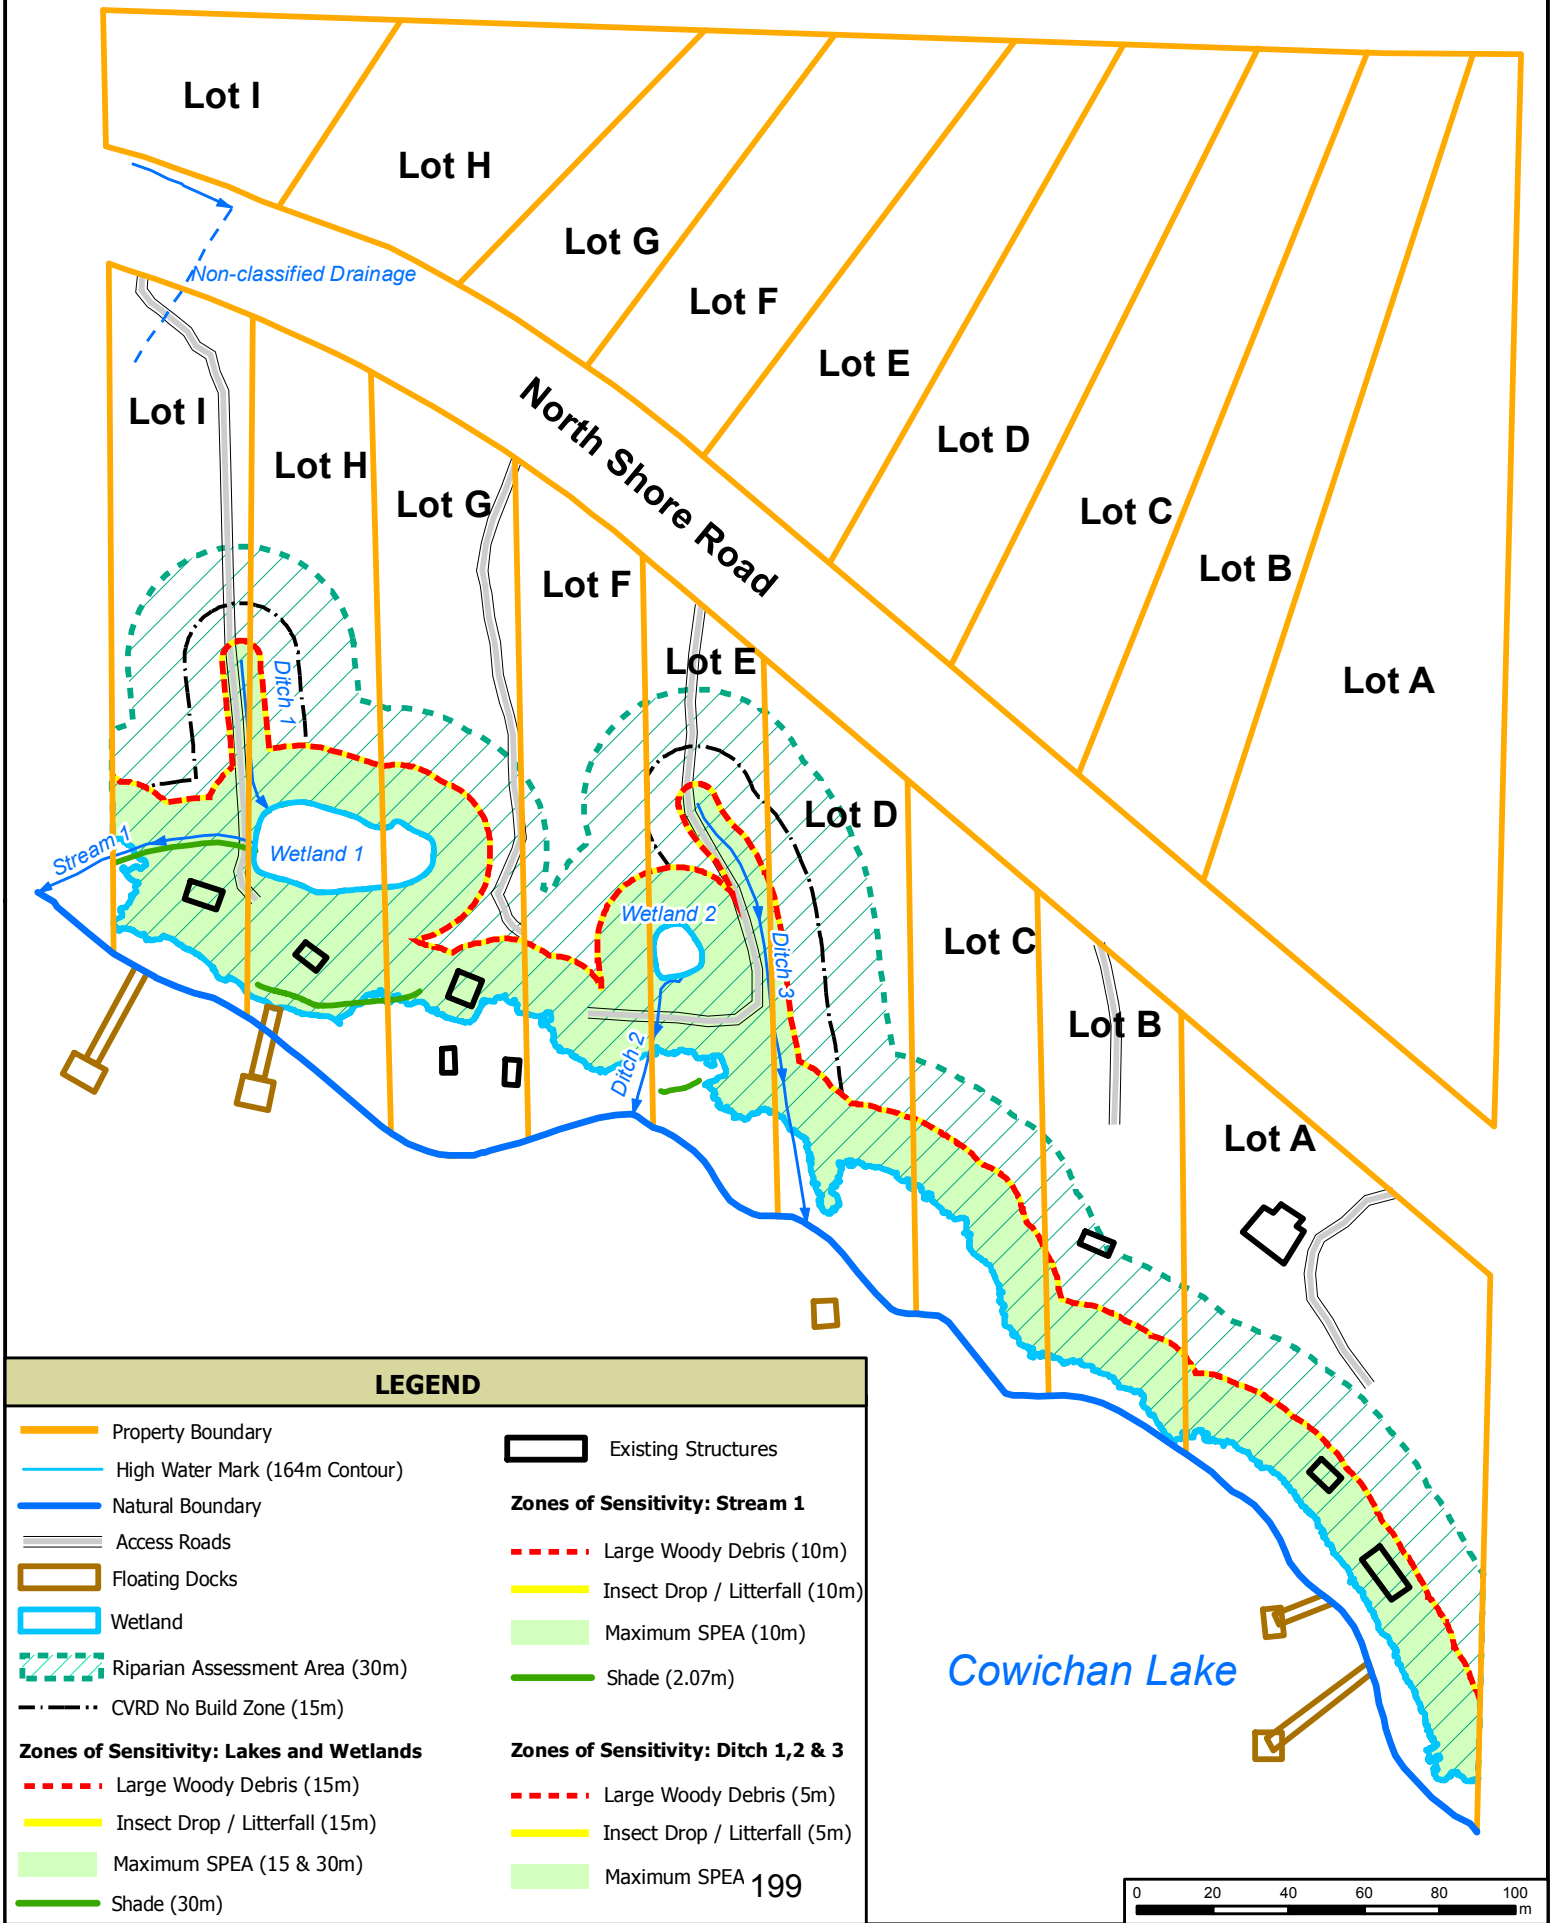 Lot I
Lot H
Lot G
Lot F
Lot E
Lot D
Lot C
Lot B
Lot A
Non-classified Drainage
North Shore Road
Lot I
Lot H
Lot G
Lot F
Lot E
Lot D
Lot C
Lot B
Lot A
Ditch 1
Stream 1
Wetland 1
Wetland 2
Ditch 3
Ditch 2
Cowichan Lake
LEGEND
Property Boundary
High Water Mark (164m Contour)
Natural Boundary
Access Roads
Floating Docks
Wetland
Riparian Assessment Area (30m)
CVRD No Build Zone (15m)
Zones of Sensitivity: Lakes and Wetlands
Large Woody Debris (15m)
Insect Drop / Litterfall (15m)
Maximum SPEA (15 & 30m)
Shade (30m)
Existing Structures
Zones of Sensitivity: Stream 1
Large Woody Debris (10m)
Insect Drop / Litterfall (10m)
Maximum SPEA (10m)
Shade (2.07m)
Zones of Sensitivity: Ditch 1,2 & 3
Large Woody Debris (5m)
Insect Drop / Litterfall (5m)
Maximum SPEA
199
0 20 40 60 80 100
m